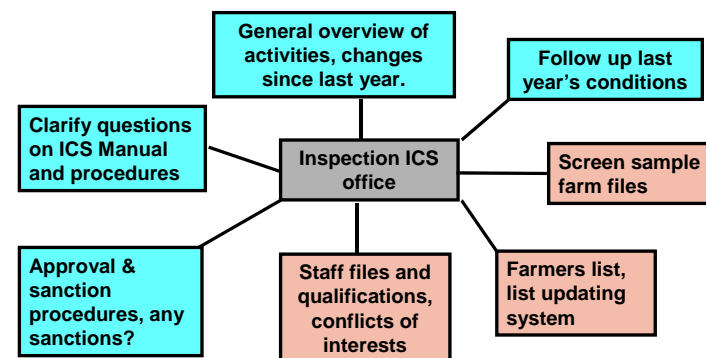 General overview of
activities, changes
since last year.
Follow up last
year's conditions
Clarify questions
on ICS Manual
and procedures
Inspection ICS
office
Screen sample
farm files
Approval &
sanction
procedures, any
sanctions?
Staff files and
qualifications,
conflicts of
interests
Farmers list,
list updating
system